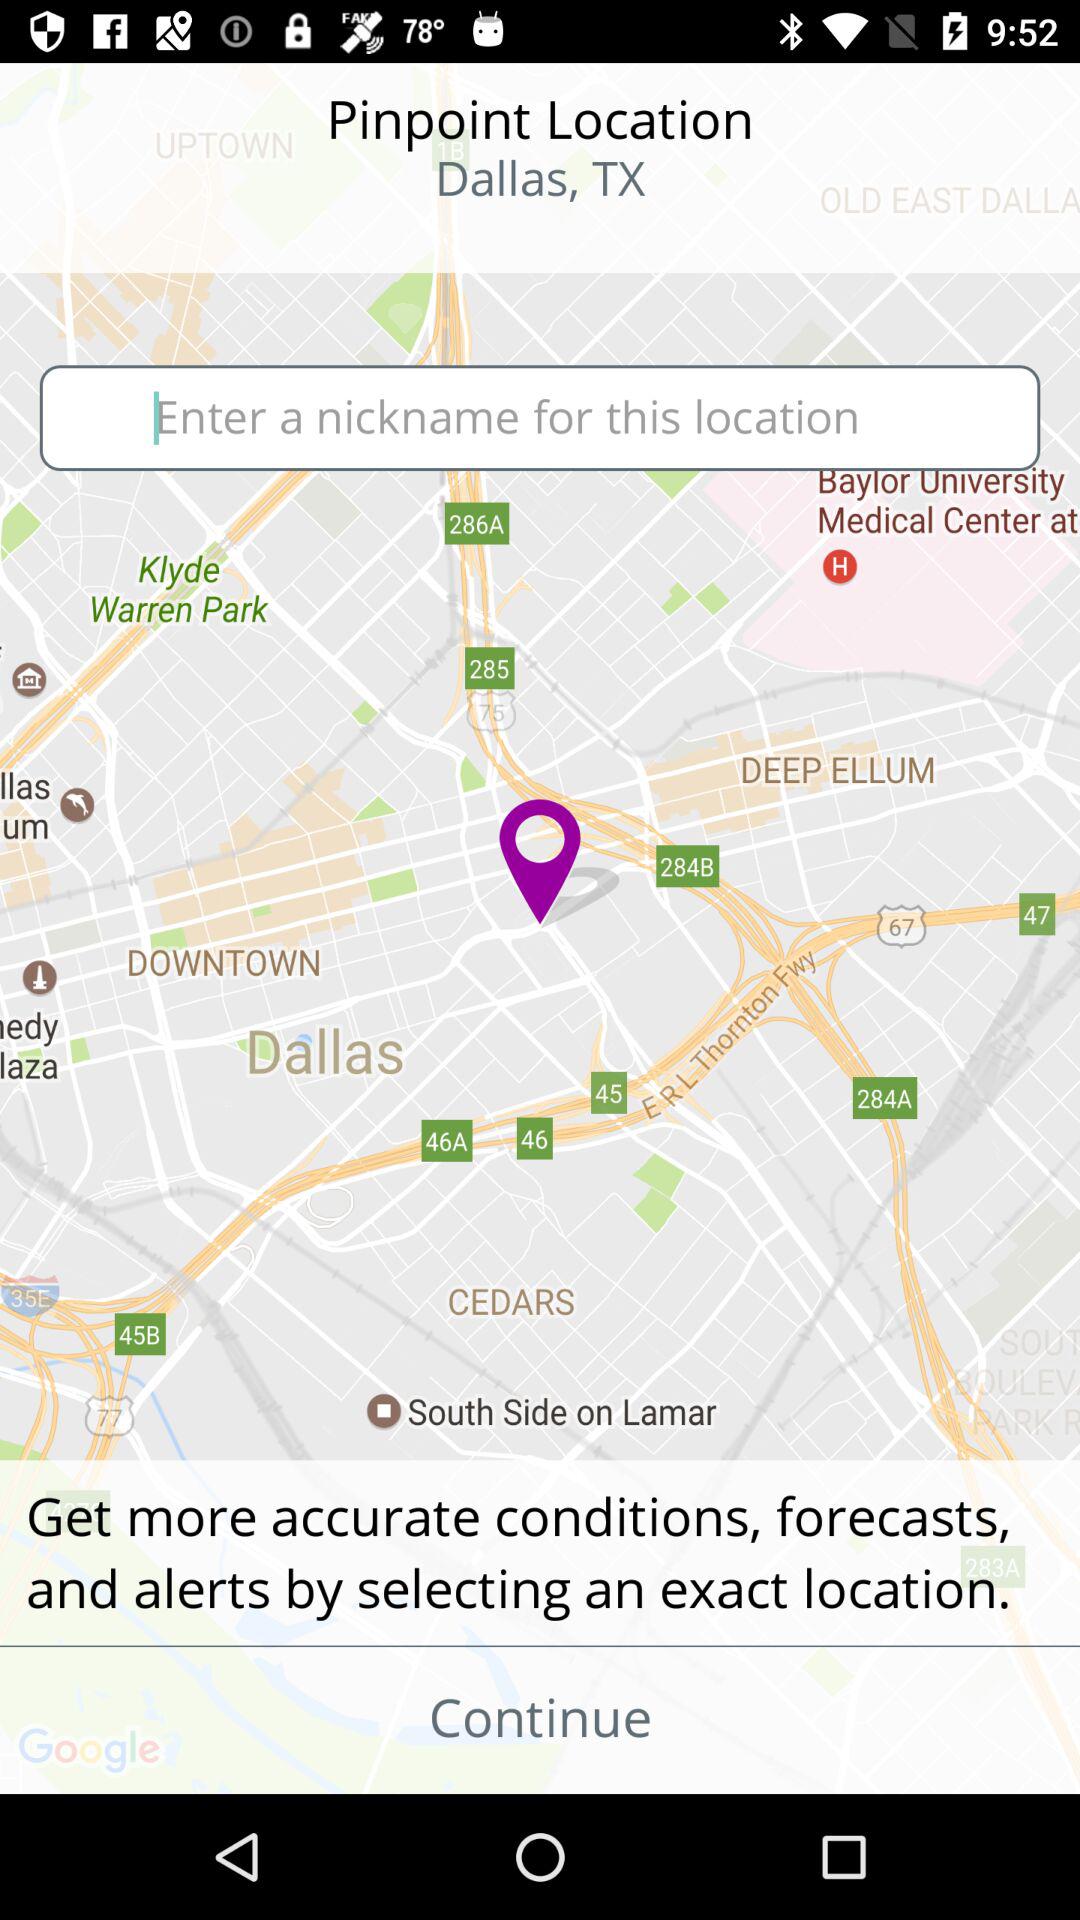 FAK 78° 9:52
Pinpoint Location
UPTOWN
1B
Dallas, TX
OLD EAST DALLA
Enter a nickname for this location
Baylor University
Medical Center at
H
286A
Klyde
Warren Park
285
75
DEEP ELLUM
llas
um
284B
67
47
DOWNTOWN
nedy
laza
Dallas
E R L Thornton Fwy
45
284A
46A
46
35E
CEDARS
45B
SOUT
BOULEV
PARK R
77
South Side on Lamar
Get more accurate conditions, forecasts,
283A
and alerts by selecting an exact location.
Continue
Google